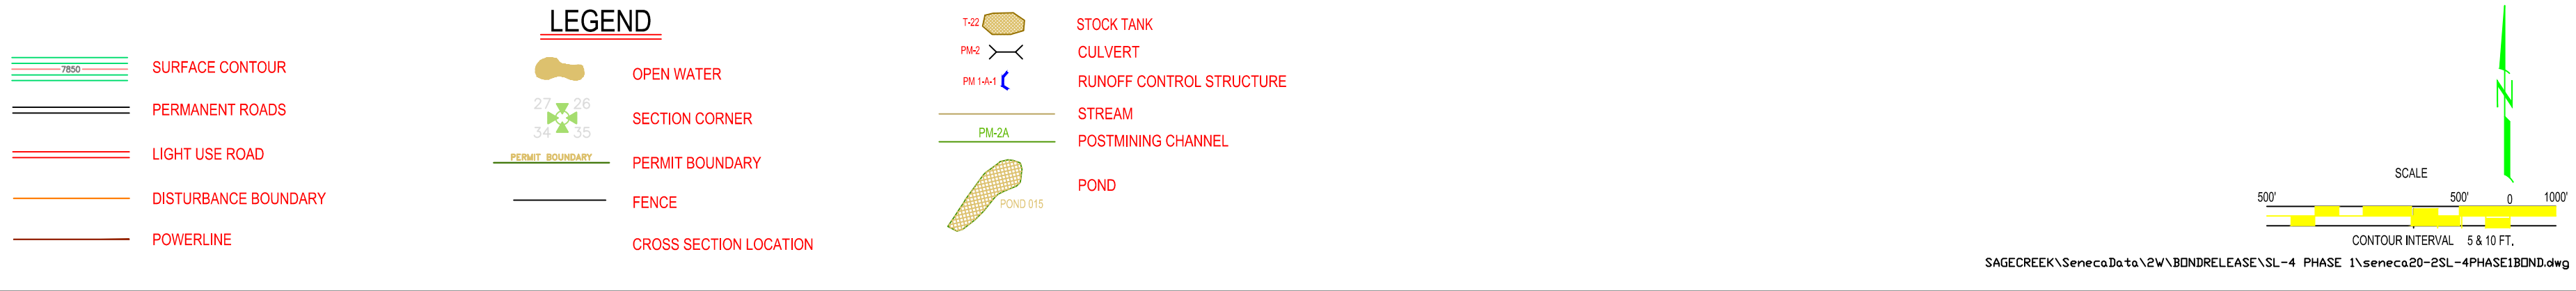 LEGEND
7850
SURFACE CONTOUR
PERMANENT ROADS
LIGHT USE ROAD
DISTURBANCE BOUNDARY
POWERLINE
OPEN WATER
27 26
34 35
SECTION CORNER
PERMIT BOUNDARY
PERMIT BOUNDARY
FENCE
CROSS SECTION LOCATION
T-22
STOCK TANK
PM-2
CULVERT
PM 1-A-1
RUNOFF CONTROL STRUCTURE
STREAM
PM-2A
POSTMINING CHANNEL
POND
POND 015
N
SCALE
500' 500' 0 1000'
CONTOUR INTERVAL 5 & 10 FT.
SAGECREEK\SenecaData\2W\BONDRELEASE\SL-4 PHASE 1\seneca20-2SL-4PHASE1BOND.dwg